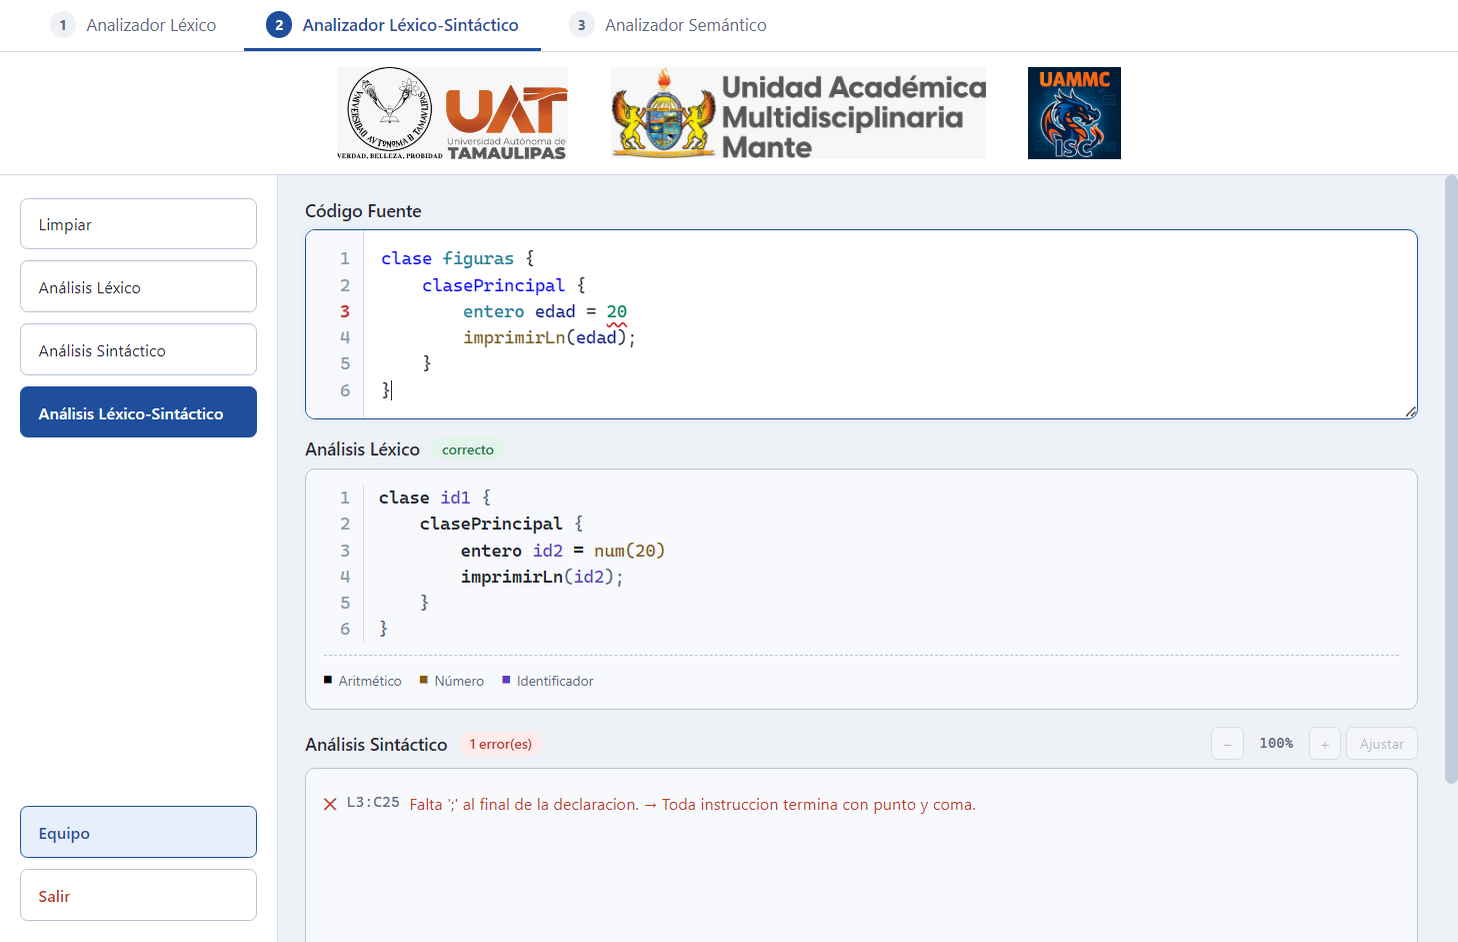 1 Analizador Léxico
2 Analizador Léxico-Sintáctico
3 Analizador Semántico
UNIVERSIDAD AUTONOMA DE TAMAULIPAS
VERDAD, BELLEZA, PROBIDAD
UAT
Universidad Autónoma de
TAMAULIPAS
Unidad Académica
Multidisciplinaria
Mante
UAMMC
ISC
Limpiar
Análisis Léxico
Análisis Sintáctico
Análisis Léxico-Sintáctico
Equipo
Salir
Código Fuente
1 clase figuras {
2 clasePrincipal {
3 entero edad = 20
4 imprimirLn(edad);
5 }
6 }
Análisis Léxico correcto
1 clase id1 {
2 clasePrincipal {
3 entero id2 = num(20)
4 imprimirLn(id2);
5 }
6 }
Aritmético Número Identificador
Análisis Sintáctico 1 error(es) − 100% + Ajustar
✕ L3:C25 Falta ';' al final de la declaracion. → Toda instruccion termina con punto y coma.